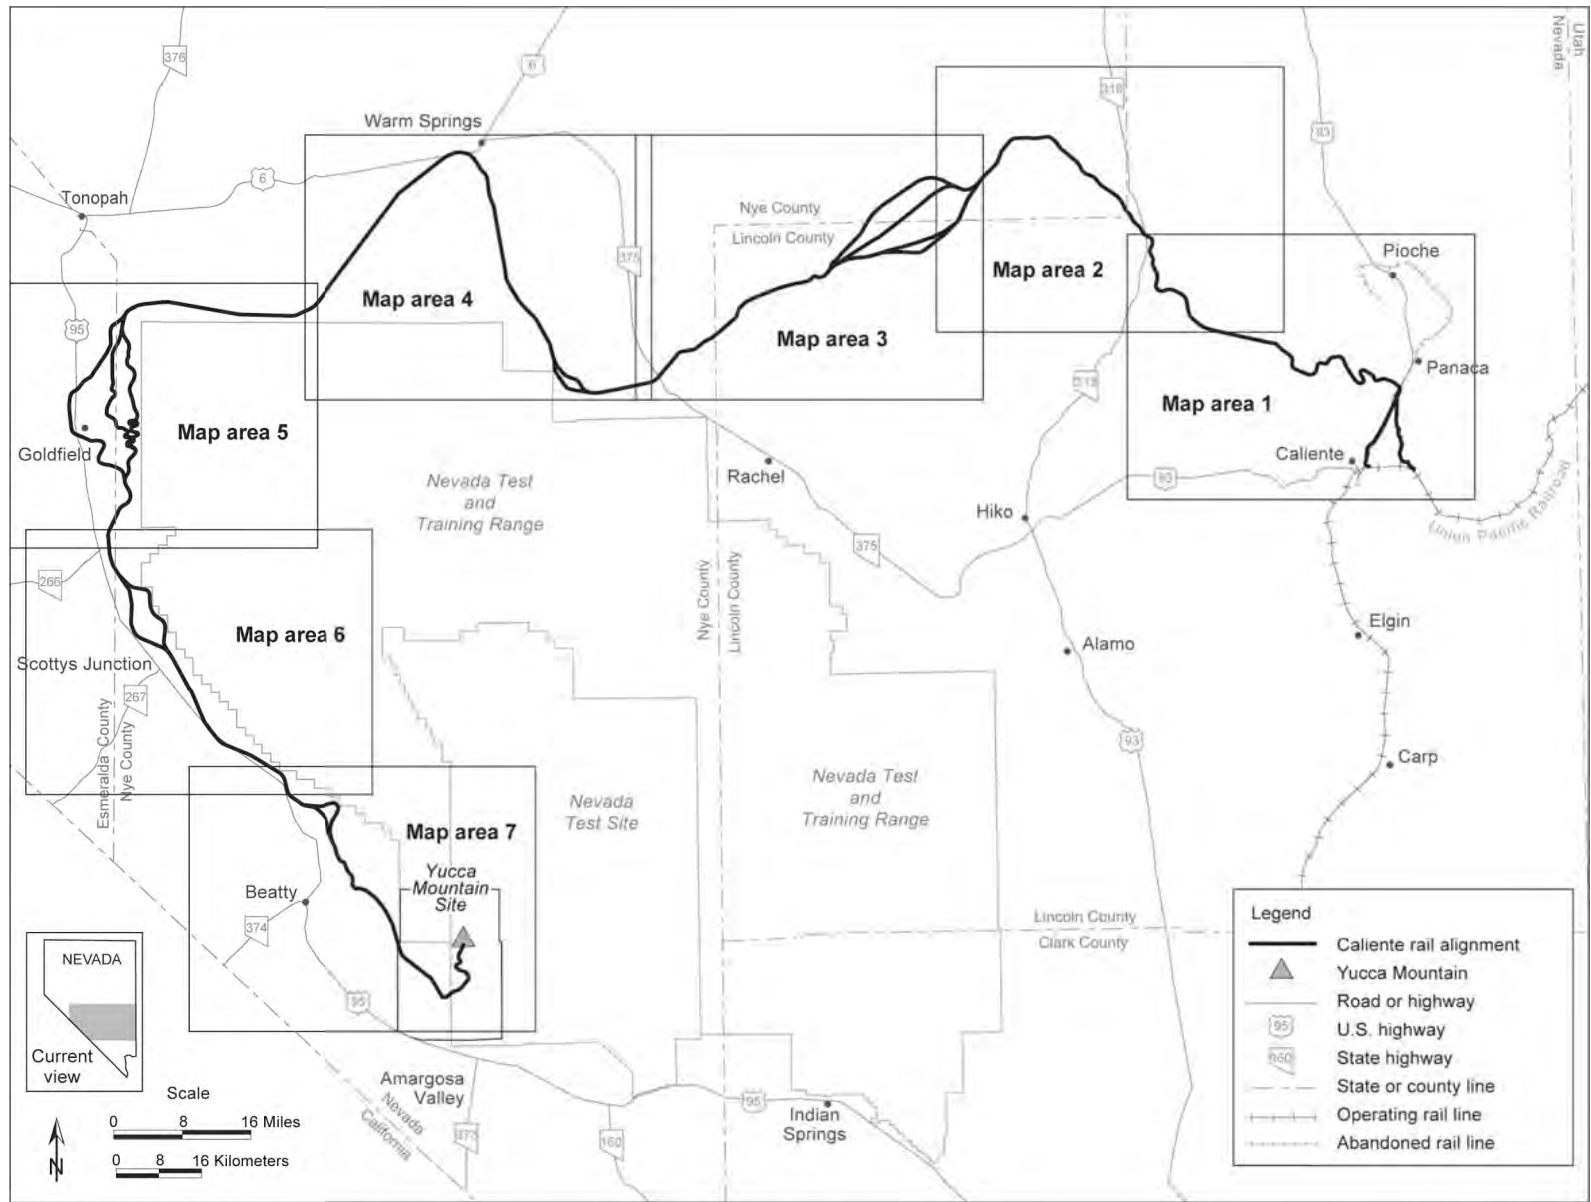 376
6
318
93
Utah
Nevada
Warm Springs
6
Tonopah
375
Nye County
Lincoln County
Map area 2
Pioche
Map area 4
95
Map area 3
Panaca
318
Map area 1
Map area 5
Goldfield
Caliente
93
Rachel
Nevada Test
and
Training Range
Hiko
Union Pacific Railroad
375
266
Nye County
Lincoln County
Map area 6
Elgin
Alamo
Scottys Junction
267
Esmeralda County
Nye County
93
Carp
Nevada Test
and
Training Range
Nevada
Test Site
Map area 7
Yucca
Mountain
Site
Beatty
374
Lincoln County
Clark County
95
NEVADA
Current
view
Scale
0 8 16 Miles
0 8 16 Kilometers
N
Amargosa
Valley
Nevada
California
373
160
95
Indian
Springs
Legend
Caliente rail alignment
Yucca Mountain
Road or highway
95
U.S. highway
160
State highway
State or county line
Operating rail line
Abandoned rail line